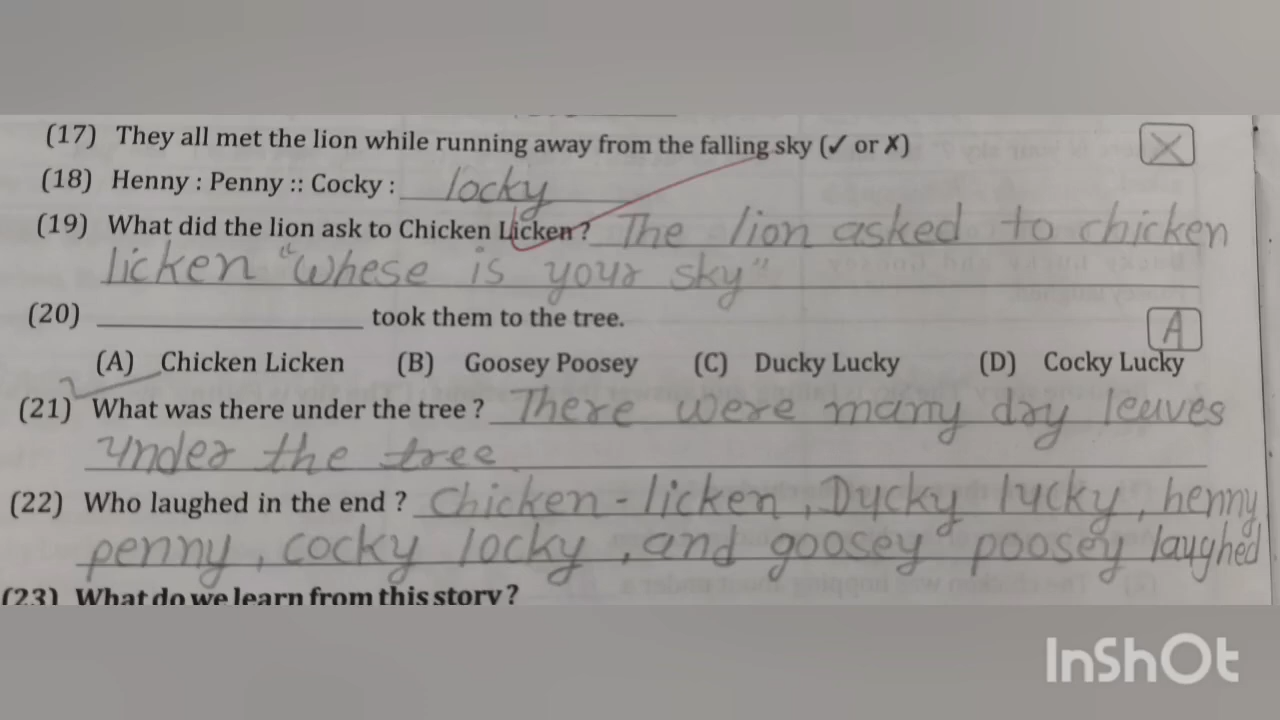 (17) They all met the lion while running away from the falling sky (✓ or ✗) ✗
(18) Henny : Penny :: Cocky : locky
(19) What did the lion ask to Chicken Licken ? The lion asked to chicken
licken "whese is your sky"
(20) ____________ took them to the tree. A
(A) Chicken Licken (B) Goosey Poosey (C) Ducky Lucky (D) Cocky Lucky
(21) What was there under the tree ? There were many dry leaves
under the tree
(22) Who laughed in the end ? Chicken-licken, Ducky lucky, henny
penny, cocky locky, and goosey poosey laughed
(23) What do we learn from this story ?
InShOt